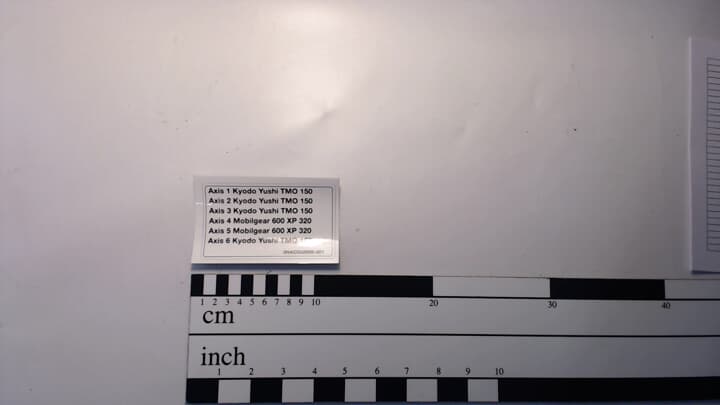 Axis 1 Kyodo Yushi TMO 150
Axis 2 Kyodo Yushi TMO 150
Axis 3 Kyodo Yushi TMO 150
Axis 4 Mobilgear 600 XP 320
Axis 5 Mobilgear 600 XP 320
Axis 6 Kyodo Yushi TMO 150
1 2 3 4 5 6 7 8 9 10 20 30 40
cm
inch
1 2 3 4 5 6 7 8 9 10